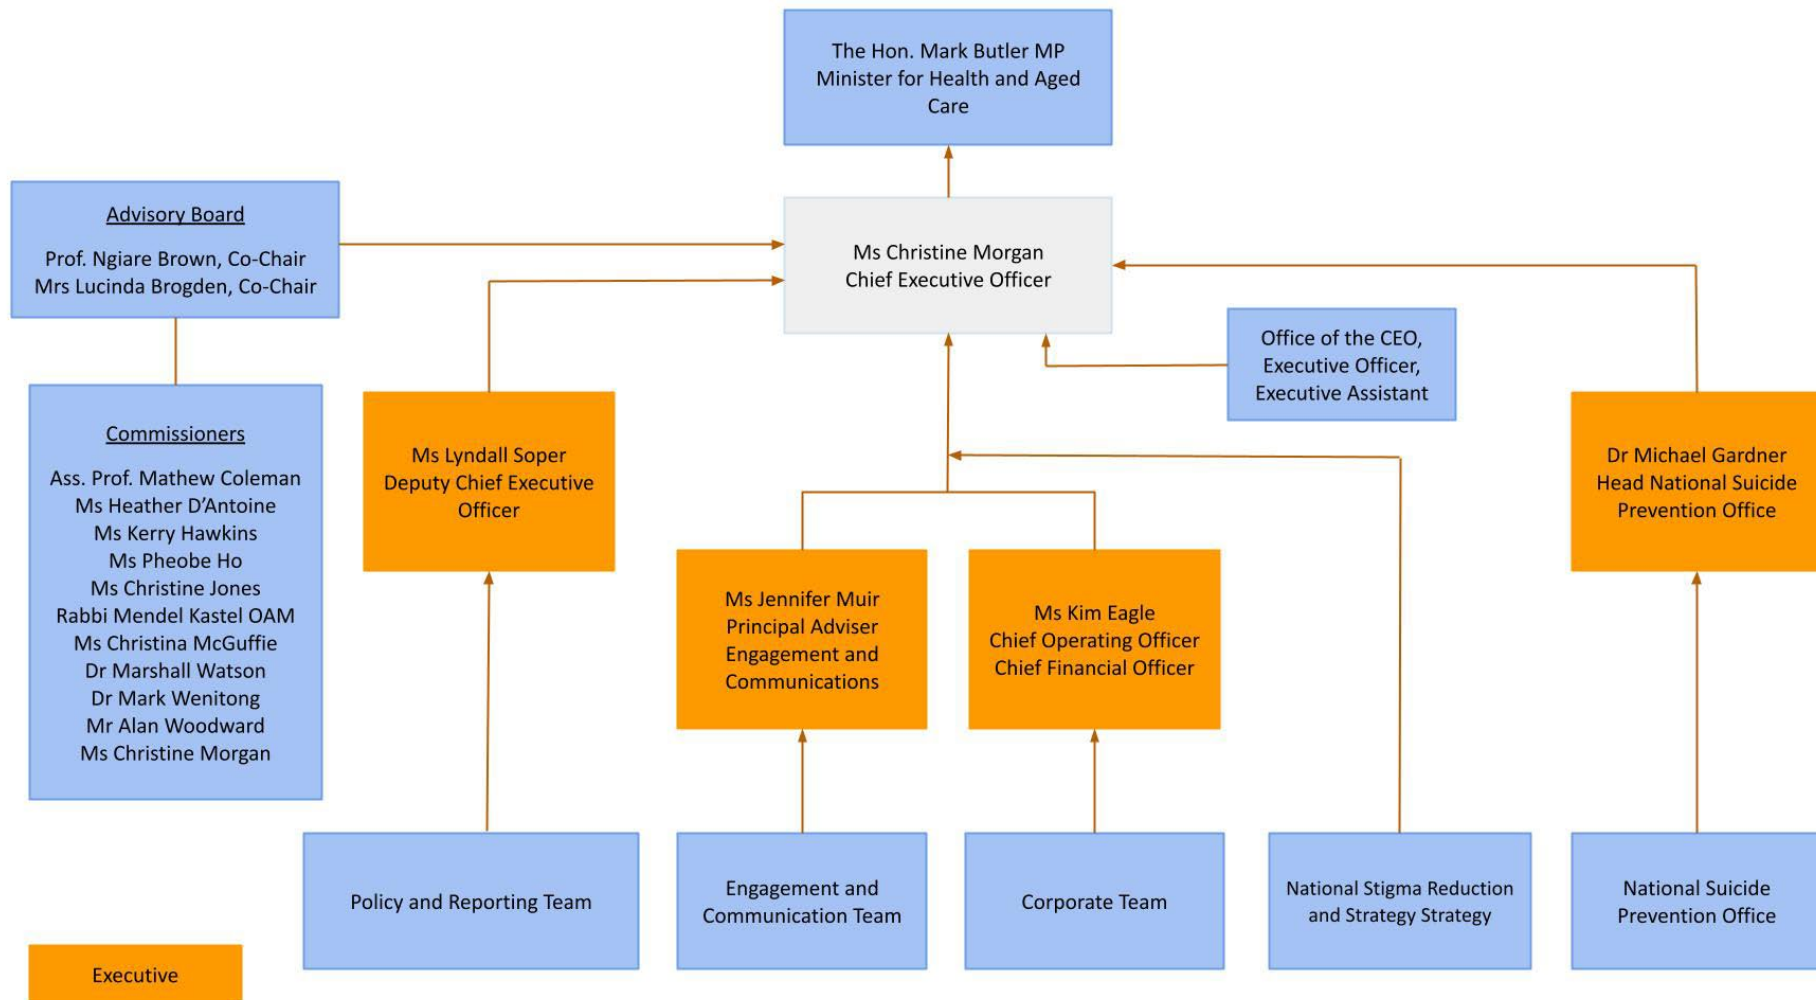 The Hon. Mark Butler MP
Minister for Health and Aged
Care
Advisory Board
Prof. Ngiare Brown, Co-Chair
Mrs Lucinda Brogden, Co-Chair
Ms Christine Morgan
Chief Executive Officer
Office of the CEO,
Executive Officer,
Executive Assistant
Commissioners
Ass. Prof. Mathew Coleman
Ms Heather D’Antoine
Ms Kerry Hawkins
Ms Pheobe Ho
Ms Christine Jones
Rabbi Mendel Kastel OAM
Ms Christina McGuffie
Dr Marshall Watson
Dr Mark Wenitong
Mr Alan Woodward
Ms Christine Morgan
Ms Lyndall Soper
Deputy Chief Executive
Officer
Dr Michael Gardner
Head National Suicide
Prevention Office
Ms Jennifer Muir
Principal Adviser
Engagement and
Communications
Ms Kim Eagle
Chief Operating Officer
Chief Financial Officer
Policy and Reporting Team
Engagement and
Communication Team
Corporate Team
National Stigma Reduction
and Strategy Strategy
National Suicide
Prevention Office
Executive